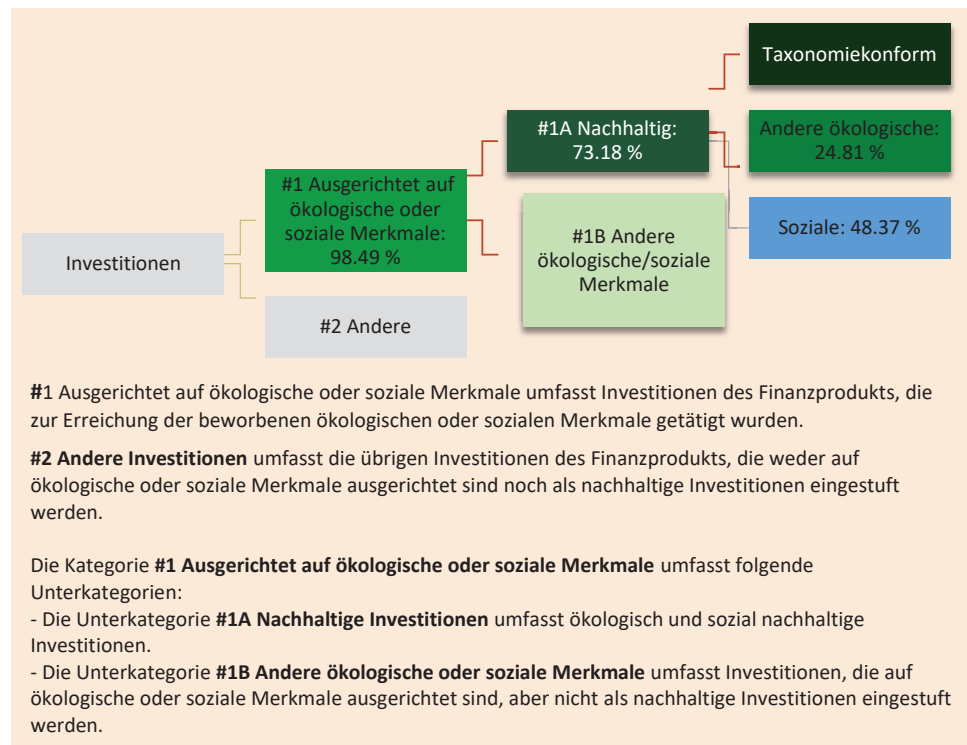 Taxonomiekonform
#1A Nachhaltig:
73.18 %
Andere ökologische:
24.81 %
#1 Ausgerichtet auf
ökologische oder
soziale Merkmale:
98.49 %
#1B Andere
ökologische/soziale
Merkmale
Soziale: 48.37 %
Investitionen
#2 Andere
#1 Ausgerichtet auf ökologische oder soziale Merkmale umfasst Investitionen des Finanzprodukts, die
zur Erreichung der beworbenen ökologischen oder sozialen Merkmale getätigt wurden.
#2 Andere Investitionen umfasst die übrigen Investitionen des Finanzprodukts, die weder auf
ökologische oder soziale Merkmale ausgerichtet sind noch als nachhaltige Investitionen eingestuft
werden.
Die Kategorie #1 Ausgerichtet auf ökologische oder soziale Merkmale umfasst folgende
Unterkategorien:
- Die Unterkategorie #1A Nachhaltige Investitionen umfasst ökologisch und sozial nachhaltige
Investitionen.
- Die Unterkategorie #1B Andere ökologische oder soziale Merkmale umfasst Investitionen, die auf
ökologische oder soziale Merkmale ausgerichtet sind, aber nicht als nachhaltige Investitionen eingestuft
werden.